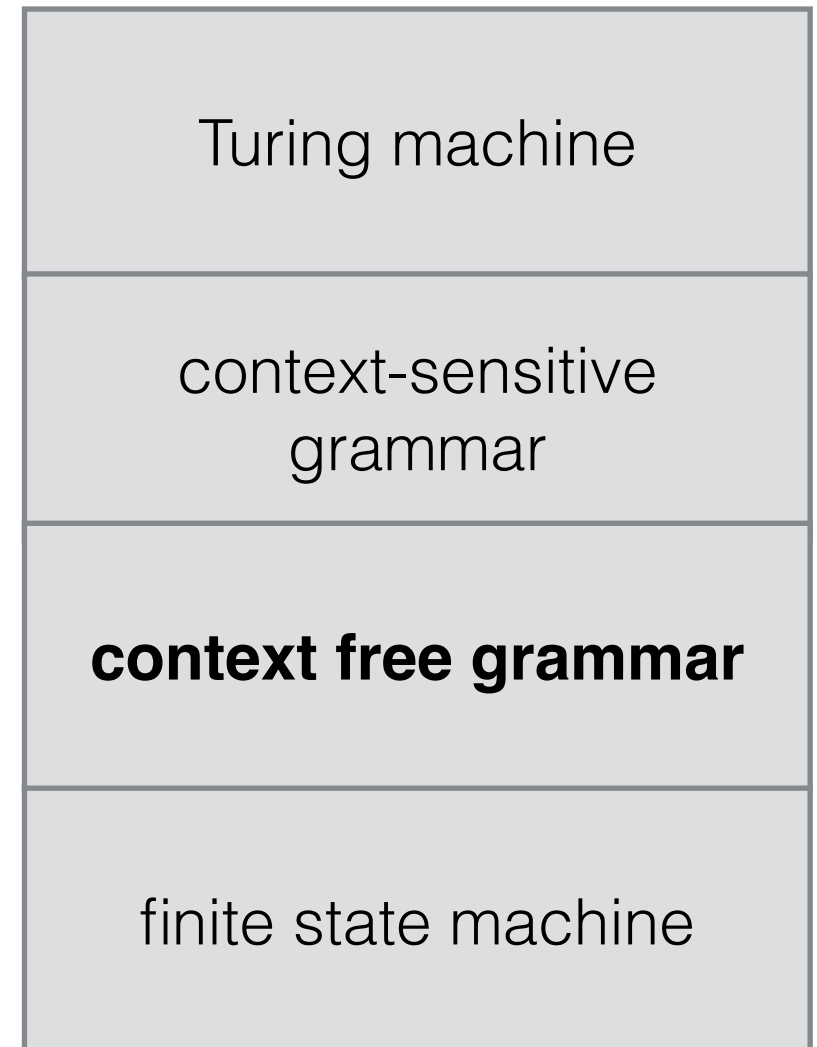 Turing machine
context-sensitive
grammar
context free grammar
finite state machine